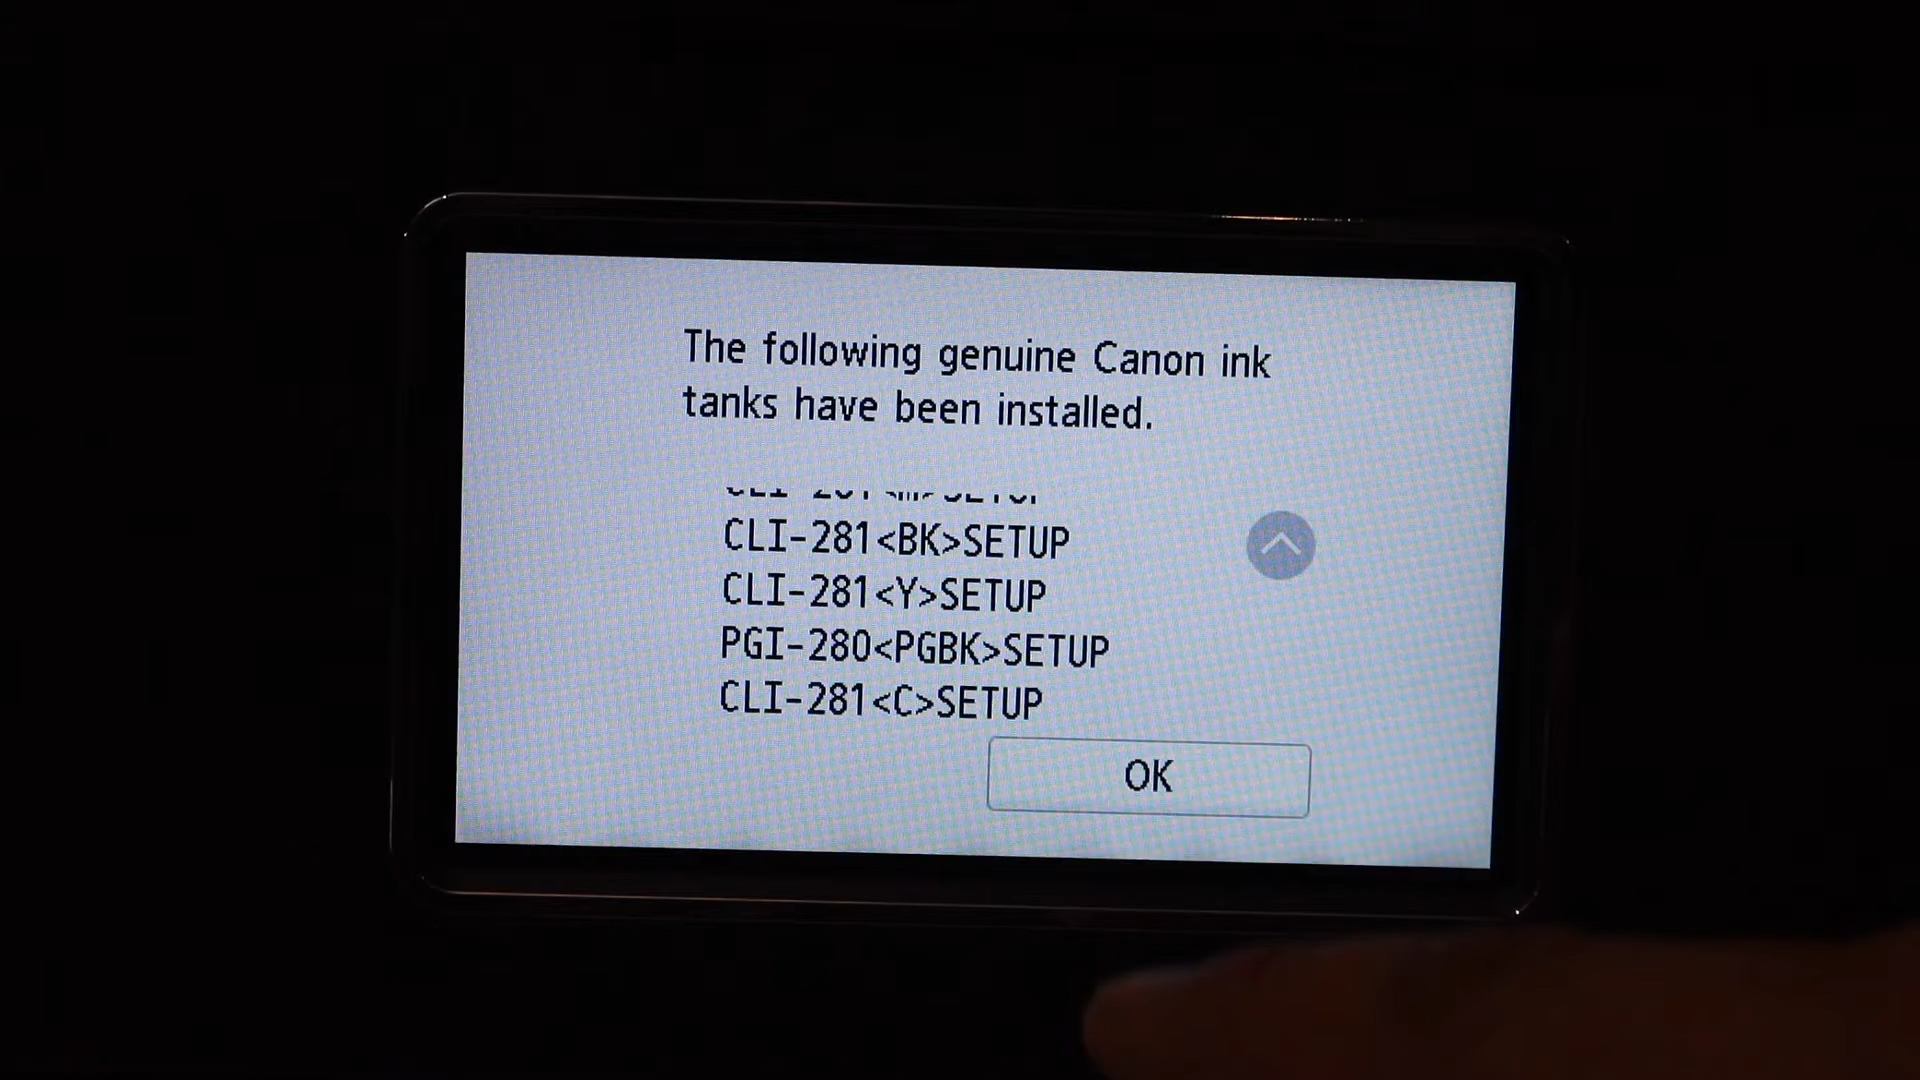 The following genuine Canon ink
tanks have been installed.
CLI-281<BK>SETUP
CLI-281<Y>SETUP
PGI-280<PGBK>SETUP
CLI-281<C>SETUP
OK